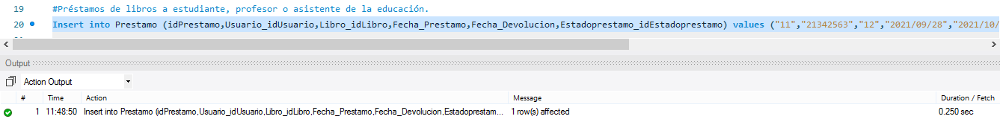 19 #Préstamos de libros a estudiante, profesor o asistente de la educación.
20 Insert into Prestamo (idPrestamo,Usuario_idUsuario,Libro_idLibro,Fecha_Prestamo,Fecha_Devolucion,Estadoprestamo_idEstadoprestamo) values ("11","21342563","12","2021/09/28","2021/10/
Output
Action Output
# Time Action Message Duration / Fetch
1 11:48:50 Insert into Prestamo (idPrestamo,Usuario_idUsuario,Libro_idLibro,Fecha_Prestamo,Fecha_Devolucion,Estadoprestam... 1 row(s) affected 0.250 sec